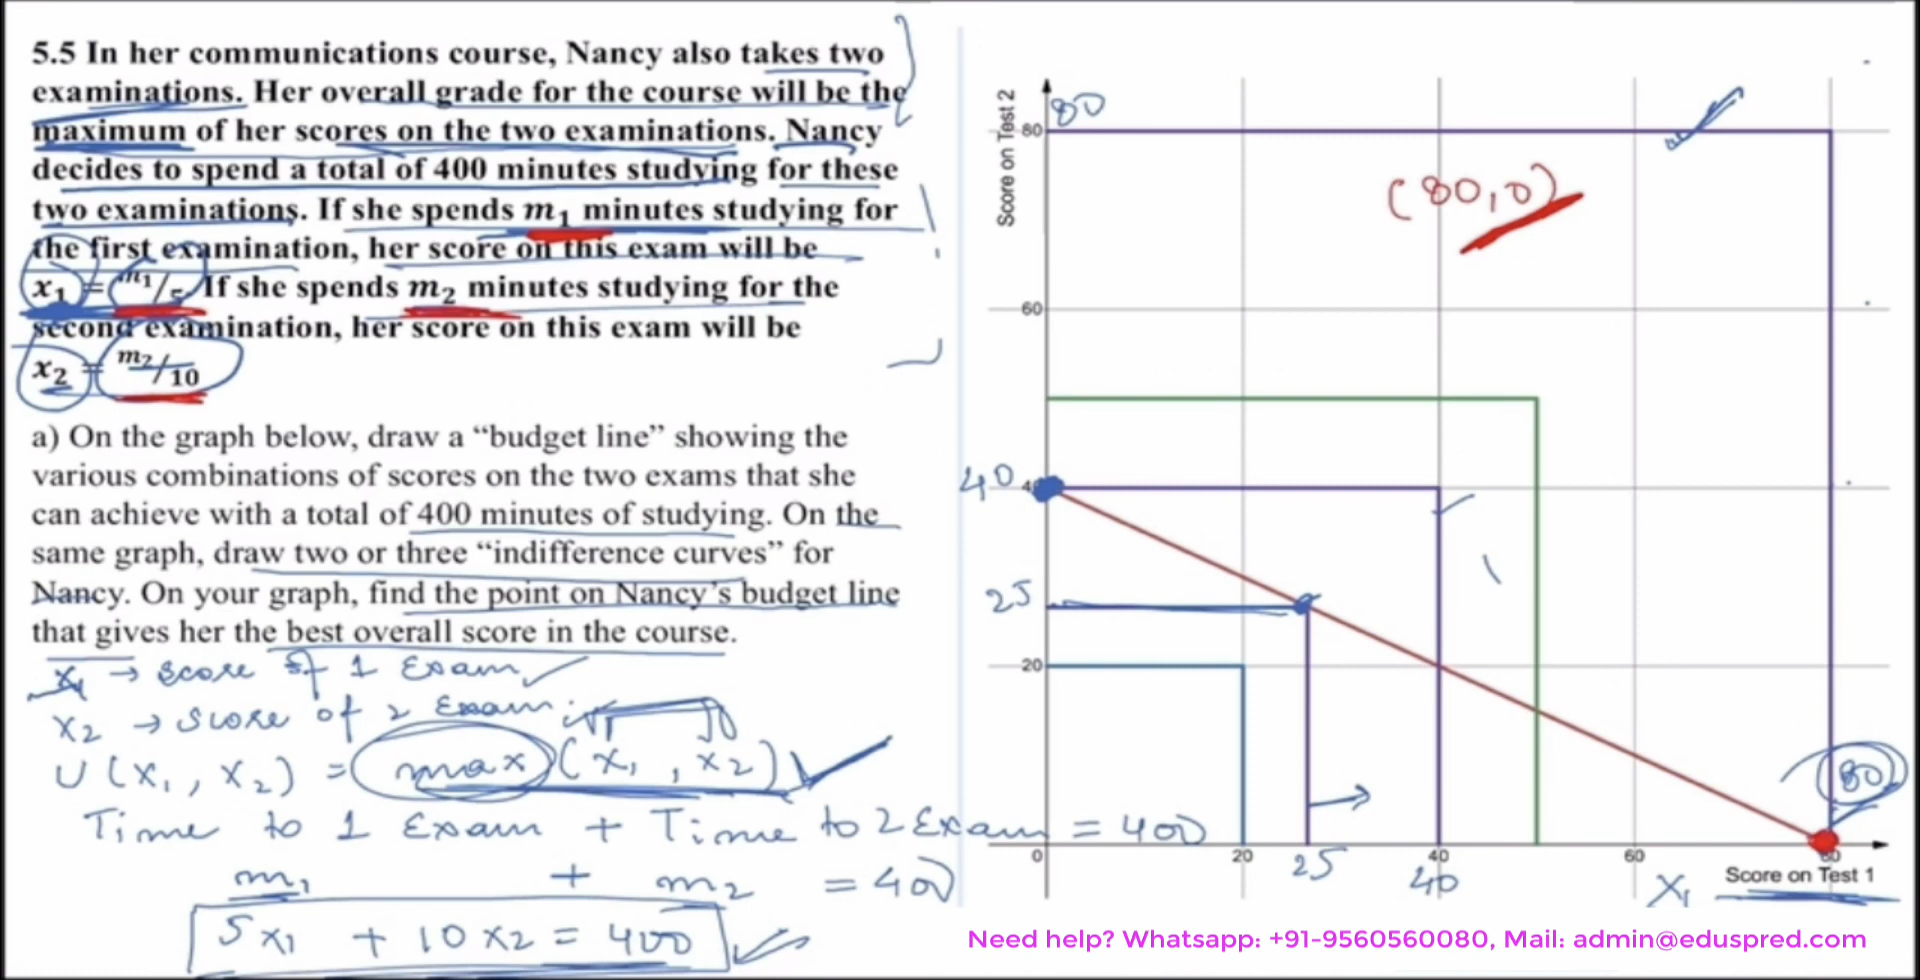 5.5 In her communications course, Nancy also takes two
examinations. Her overall grade for the course will be the
maximum of her scores on the two examinations. Nancy
decides to spend a total of 400 minutes studying for these
two examinations. If she spends m₁ minutes studying for
the first examination, her score on this exam will be
x₁ = m₁/5. If she spends m₂ minutes studying for the
second examination, her score on this exam will be
x₂ = m₂/10
a) On the graph below, draw a “budget line” showing the
various combinations of scores on the two exams that she
can achieve with a total of 400 minutes of studying. On the
same graph, draw two or three “indifference curves” for
Nancy. On your graph, find the point on Nancy’s budget line
that gives her the best overall score in the course.
x₁ → Score of 1 Exam
x₂ → Score of 2 Exam
U(x₁, x₂) = max(x₁, x₂)
Time to 1 Exam + Time to 2 Exam = 400
m₁ + m₂ = 400
5x₁ + 10x₂ = 400
Score on Test 2
80
80
(80,0)
60
40
25
20
80
0
20
25
40
40
60
80
x₁
Score on Test 1
Need help? Whatsapp: +91-9560560080, Mail: admin@eduspred.com